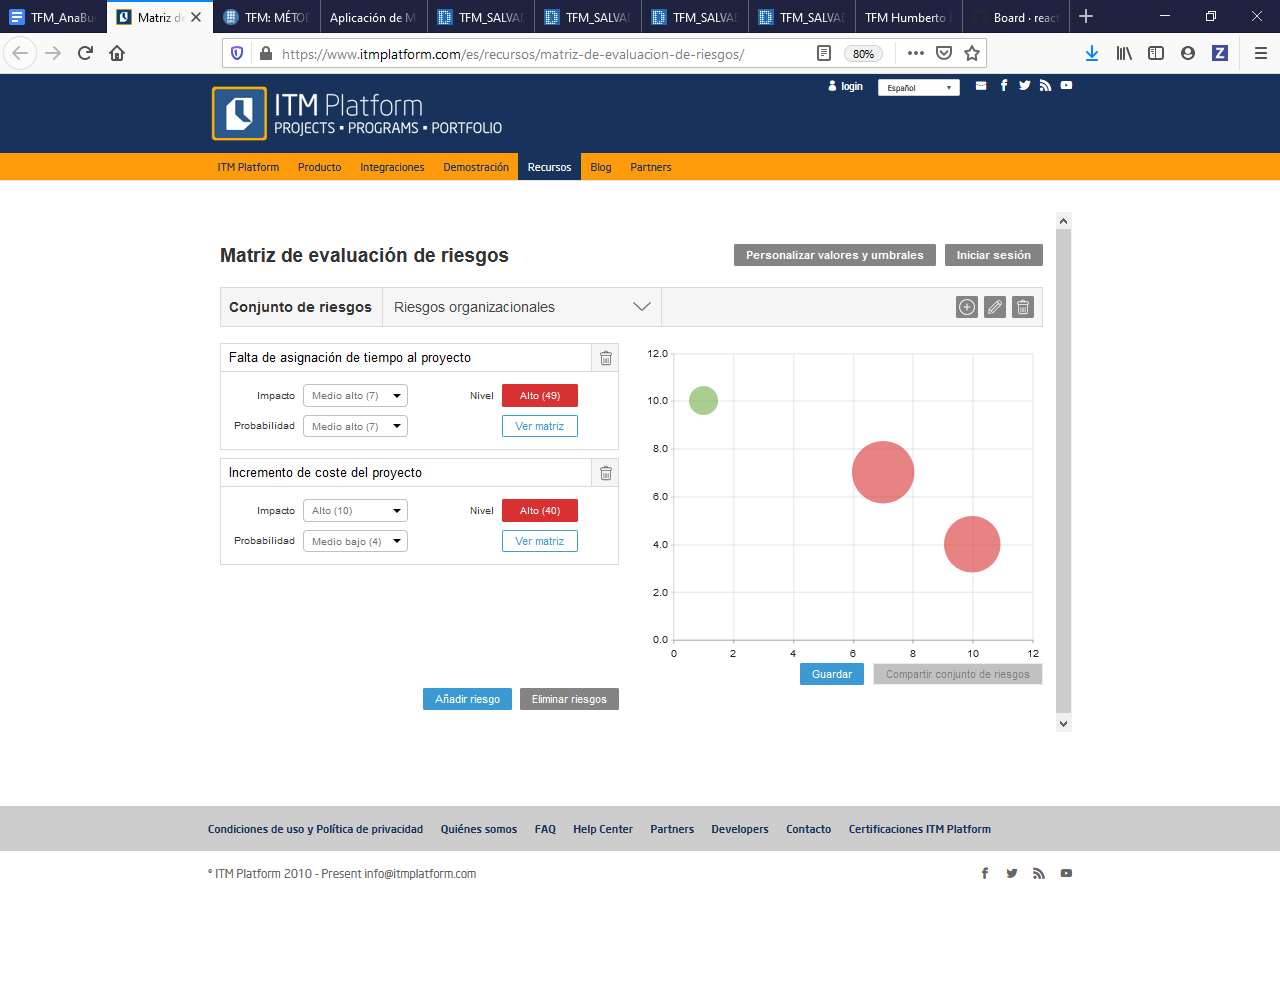 TFM_AnaBu
Matriz de
TFM: MÉTOD
Aplicación de M
TFM_SALVAD
TFM_SALVAD
TFM_SALVAD
TFM_SALVAD
TFM Humberto
Board · react
https://www.itmplatform.com/es/recursos/matriz-de-evaluacion-de-riesgos/
80%
login
Español
ITM Platform
PROJECTS ▪ PROGRAMS ▪ PORTFOLIO
ITM Platform Producto Integraciones Demostración Recursos Blog Partners
Matriz de evaluación de riesgos
Personalizar valores y umbrales
Iniciar sesión
Conjunto de riesgos
Riesgos organizacionales
Falta de asignación de tiempo al proyecto
Impacto Medio alto (7) Nivel Alto (49)
Probabilidad Medio alto (7) Ver matriz
Incremento de coste del proyecto
Impacto Alto (10) Nivel Alto (40)
Probabilidad Medio bajo (4) Ver matriz
Añadir riesgo
Eliminar riesgos
12.0
10.0
8.0
6.0
4.0
2.0
0.0
0 2 4 6 8 10 12
Guardar
Compartir conjunto de riesgos
Condiciones de uso y Política de privacidad Quiénes somos FAQ Help Center Partners Developers Contacto Certificaciones ITM Platform
© ITM Platform 2010 - Present info@itmplatform.com